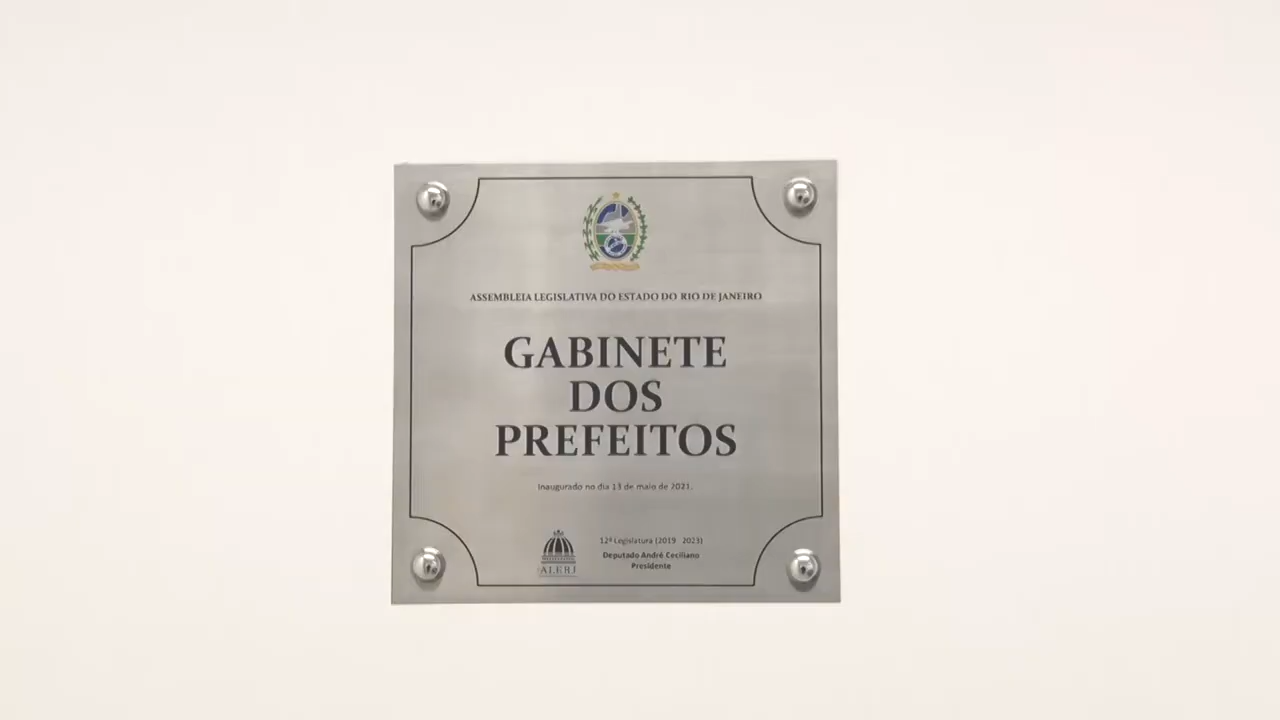 ASSEMBLEIA LEGISLATIVA DO ESTADO DO RIO DE JANEIRO
GABINETE
DOS
PREFEITOS
Inaugurado no dia 13 de maio de 2021.
12ª Legislatura (2019 2023)
Deputado André Ceciliano
Presidente
ALERJ